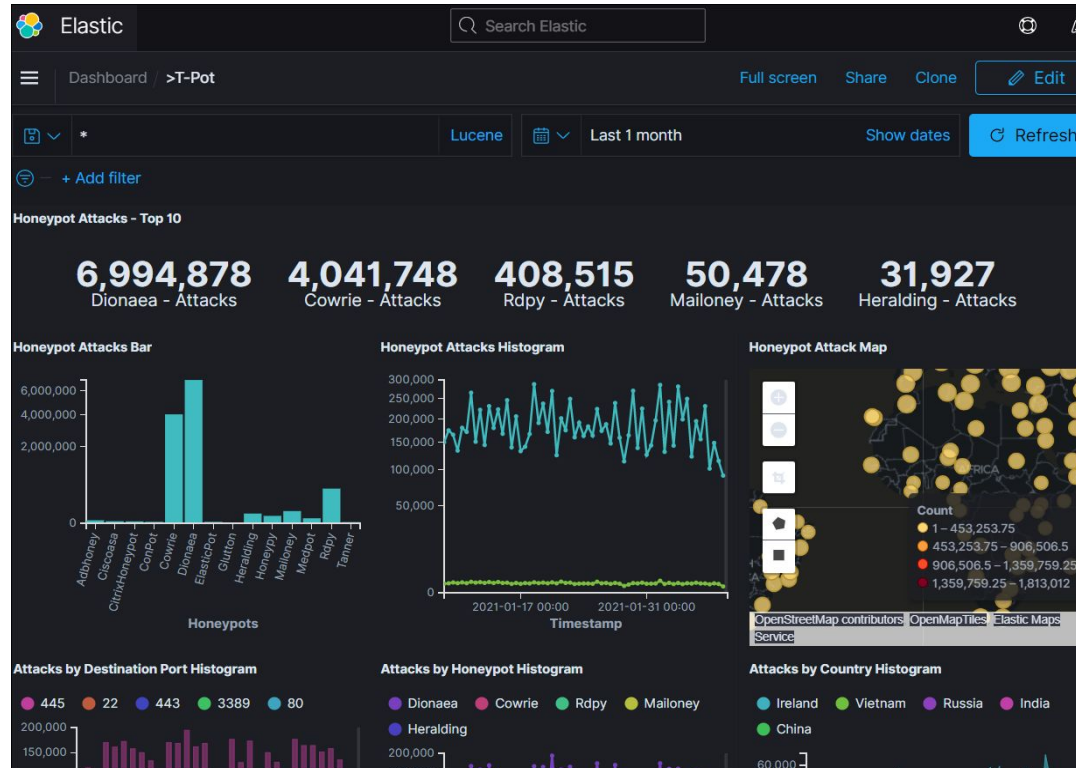 Elastic
Search Elastic
Dashboard / >T-Pot
Full screen Share Clone Edit
* Lucene Last 1 month Show dates Refresh
+ Add filter
Honeypot Attacks - Top 10
6,994,878 4,041,748 408,515 50,478 31,927
Dionaea - Attacks Cowrie - Attacks Rdpy - Attacks Mailoney - Attacks Heralding - Attacks
Honeypot Attacks Bar
6,000,000
4,000,000
2,000,000
0
Adbhoney
Ciscoasa
CitrixHoneypot
ConPot
Cowrie
Dionaea
ElasticPot
Glutton
Heralding
Honeypy
Mailoney
Medpot
Rdpy
Tanner
Honeypots
Honeypot Attacks Histogram
300,000
250,000
200,000
150,000
100,000
50,000
0
2021-01-17 00:00 2021-01-31 00:00
Timestamp
Honeypot Attack Map
AFRICA
Count
1 – 453,253.75
453,253.75 – 906,506.5
906,506.5 – 1,359,759.25
1,359,759.25 – 1,813,012
OpenStreetMap contributors OpenMapTiles Elastic Maps
Service
Attacks by Destination Port Histogram
445 22 443 3389 80
200,000
150,000
Attacks by Honeypot Histogram
Dionaea Cowrie Rdpy Mailoney
Heralding
200,000
Attacks by Country Histogram
Ireland Vietnam Russia India
China
60,000